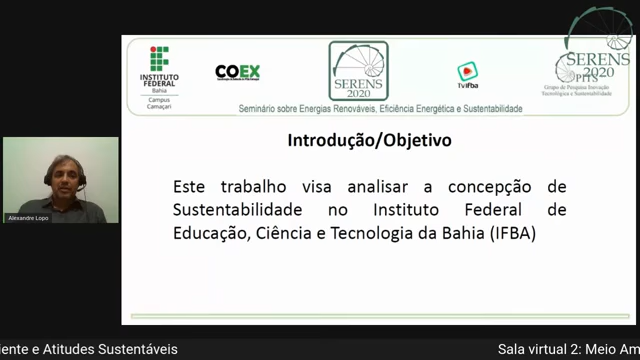 INSTITUTO
FEDERAL
Bahia
Campus
Camaçari
COEX
SERENS
2020
TV ifba
SERENS
2020
Grupo de Pesquisa Inovação
Tecnológica e Sustentabilidade
Seminário sobre Energias Renováveis, Eficiência Energética e Sustentabilidade
Introdução/Objetivo
Este trabalho visa analisar a concepção de
Sustentabilidade no Instituto Federal de
Educação, Ciência e Tecnologia da Bahia (IFBA)
Alexandre Lopo
iente e Atitudes Sustentáveis
Sala virtual 2: Meio Am